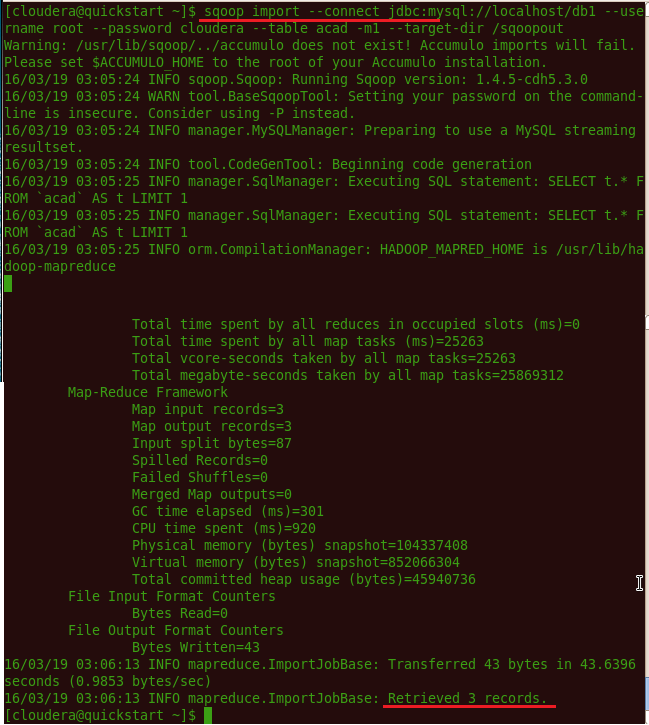 [cloudera@quickstart ~]$ sqoop import --connect jdbc:mysql://localhost/db1 --use
rname root --password cloudera --table acad -m1 --target-dir /sqoopout
Warning: /usr/lib/sqoop/../accumulo does not exist! Accumulo imports will fail.
Please set $ACCUMULO_HOME to the root of your Accumulo installation.
16/03/19 03:05:24 INFO sqoop.Sqoop: Running Sqoop version: 1.4.5-cdh5.3.0
16/03/19 03:05:24 WARN tool.BaseSqoopTool: Setting your password on the command-
line is insecure. Consider using -P instead.
16/03/19 03:05:24 INFO manager.MySQLManager: Preparing to use a MySQL streaming
resultset.
16/03/19 03:05:24 INFO tool.CodeGenTool: Beginning code generation
16/03/19 03:05:25 INFO manager.SqlManager: Executing SQL statement: SELECT t.* F
ROM `acad` AS t LIMIT 1
16/03/19 03:05:25 INFO manager.SqlManager: Executing SQL statement: SELECT t.* F
ROM `acad` AS t LIMIT 1
16/03/19 03:05:25 INFO orm.CompilationManager: HADOOP_MAPRED_HOME is /usr/lib/ha
doop-mapreduce
Total time spent by all reduces in occupied slots (ms)=0
Total time spent by all map tasks (ms)=25263
Total vcore-seconds taken by all map tasks=25263
Total megabyte-seconds taken by all map tasks=25869312
Map-Reduce Framework
Map input records=3
Map output records=3
Input split bytes=87
Spilled Records=0
Failed Shuffles=0
Merged Map outputs=0
GC time elapsed (ms)=301
CPU time spent (ms)=920
Physical memory (bytes) snapshot=104337408
Virtual memory (bytes) snapshot=852066304
Total committed heap usage (bytes)=45940736
File Input Format Counters
Bytes Read=0
File Output Format Counters
Bytes Written=43
16/03/19 03:06:13 INFO mapreduce.ImportJobBase: Transferred 43 bytes in 43.6396
seconds (0.9853 bytes/sec)
16/03/19 03:06:13 INFO mapreduce.ImportJobBase: Retrieved 3 records.
[cloudera@quickstart ~]$